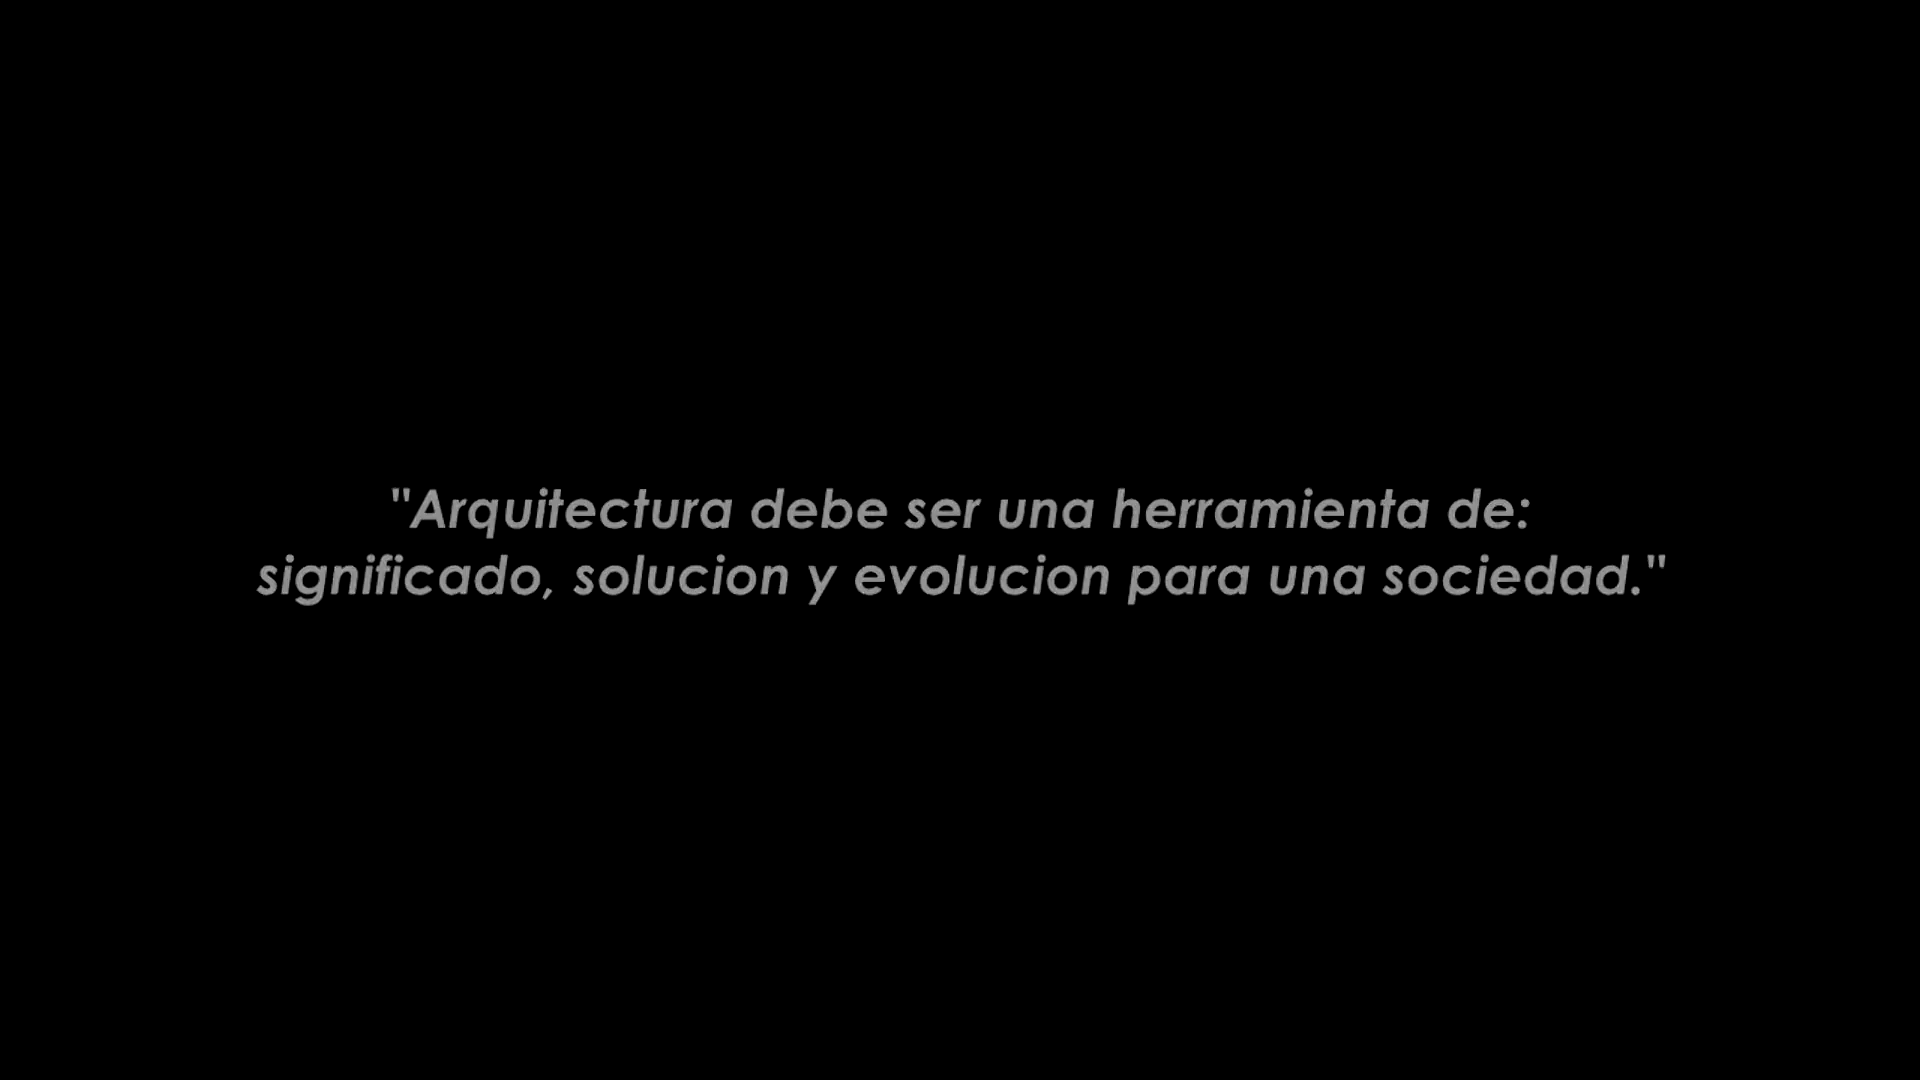 "Arquitectura debe ser una herramienta de:
significado, solucion y evolucion para una sociedad."